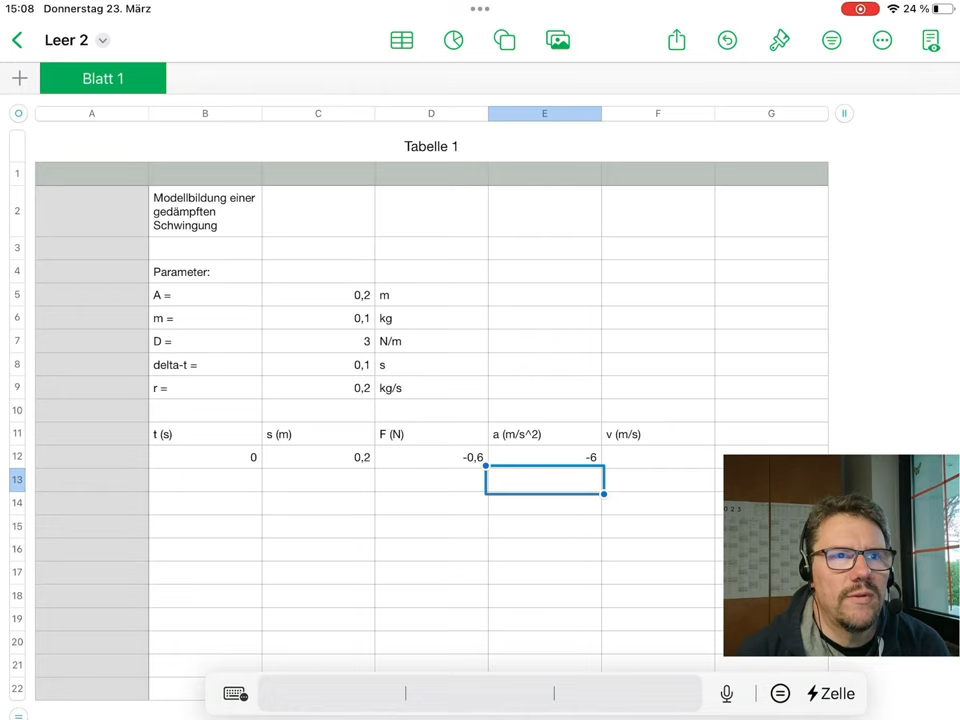 15:08 Donnerstag 23. März
24 %
Leer 2
Blatt 1
A B C D E F G
Tabelle 1
1
2 Modellbildung einer
gedämpften
Schwingung
3
4 Parameter:
5 A = 0,2 m
6 m = 0,1 kg
7 D = 3 N/m
8 delta-t = 0,1 s
9 r = 0,2 kg/s
10
11 t (s) s (m) F (N) a (m/s^2) v (m/s)
12 0 0,2 -0,6 -6
13
14
15
16
17
18
19
20
21
22
023
Zelle